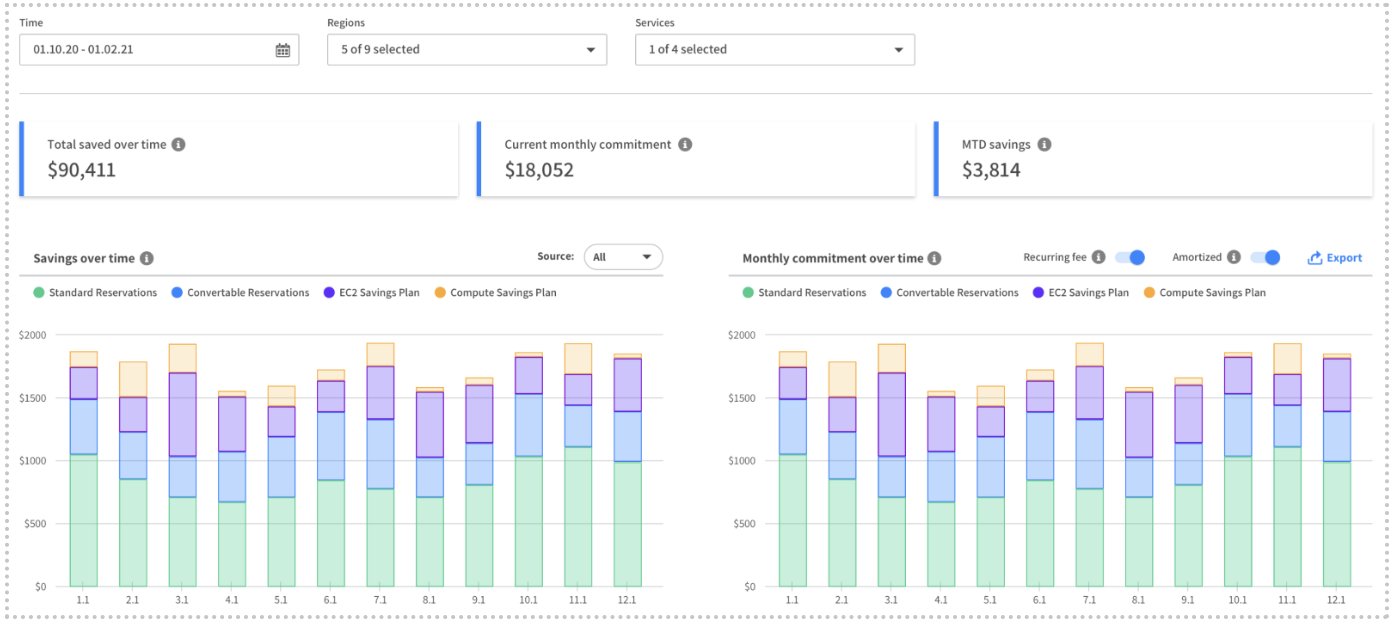 Time
Regions
Services
01.10.20 - 01.02.21
5 of 9 selected
1 of 4 selected
Total saved over time
$90,411
Current monthly commitment
$18,052
MTD savings
$3,814
Savings over time
Source:
All
Standard Reservations
Convertable Reservations
EC2 Savings Plan
Compute Savings Plan
$2000
$1500
$1000
$500
$0
1.1 2.1 3.1 4.1 5.1 6.1 7.1 8.1 9.1 10.1 11.1 12.1
Monthly commitment over time
Recurring fee
Amortized
Export
Standard Reservations
Convertable Reservations
EC2 Savings Plan
Compute Savings Plan
$2000
$1500
$1000
$500
$0
1.1 2.1 3.1 4.1 5.1 6.1 7.1 8.1 9.1 10.1 11.1 12.1